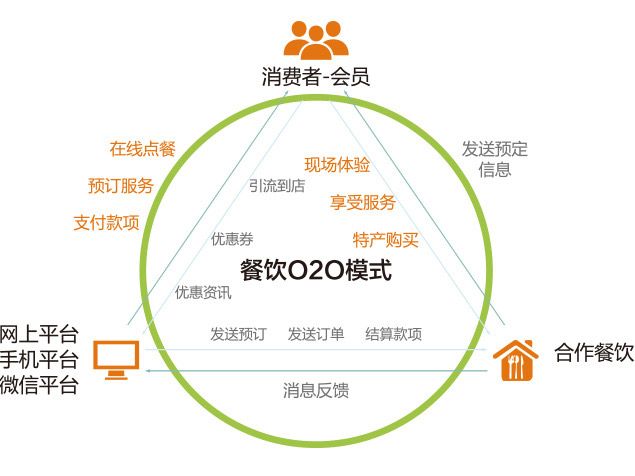 消费者-会员
在线点餐
预订服务
支付款项
引流到店
优惠券
优惠资讯
现场体验
享受服务
特产购买
发送预定
信息
餐饮O2O模式
网上平台
手机平台
微信平台
发送预订 发送订单 结算款项
合作餐饮
消息反馈